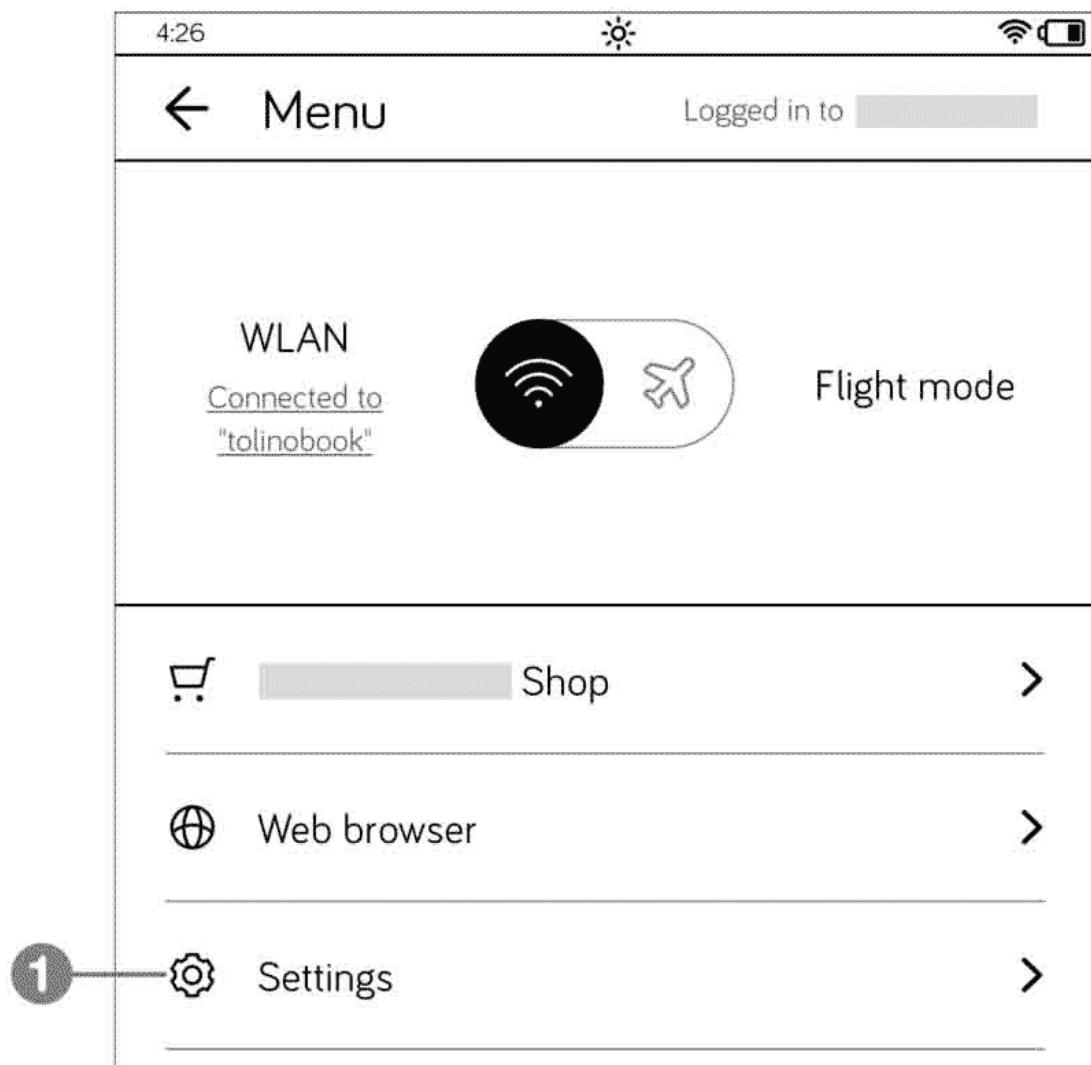 4:26
Menu
Logged in to
WLAN
Connected to
"tolinobook"
Flight mode
Shop
Web browser
1
Settings